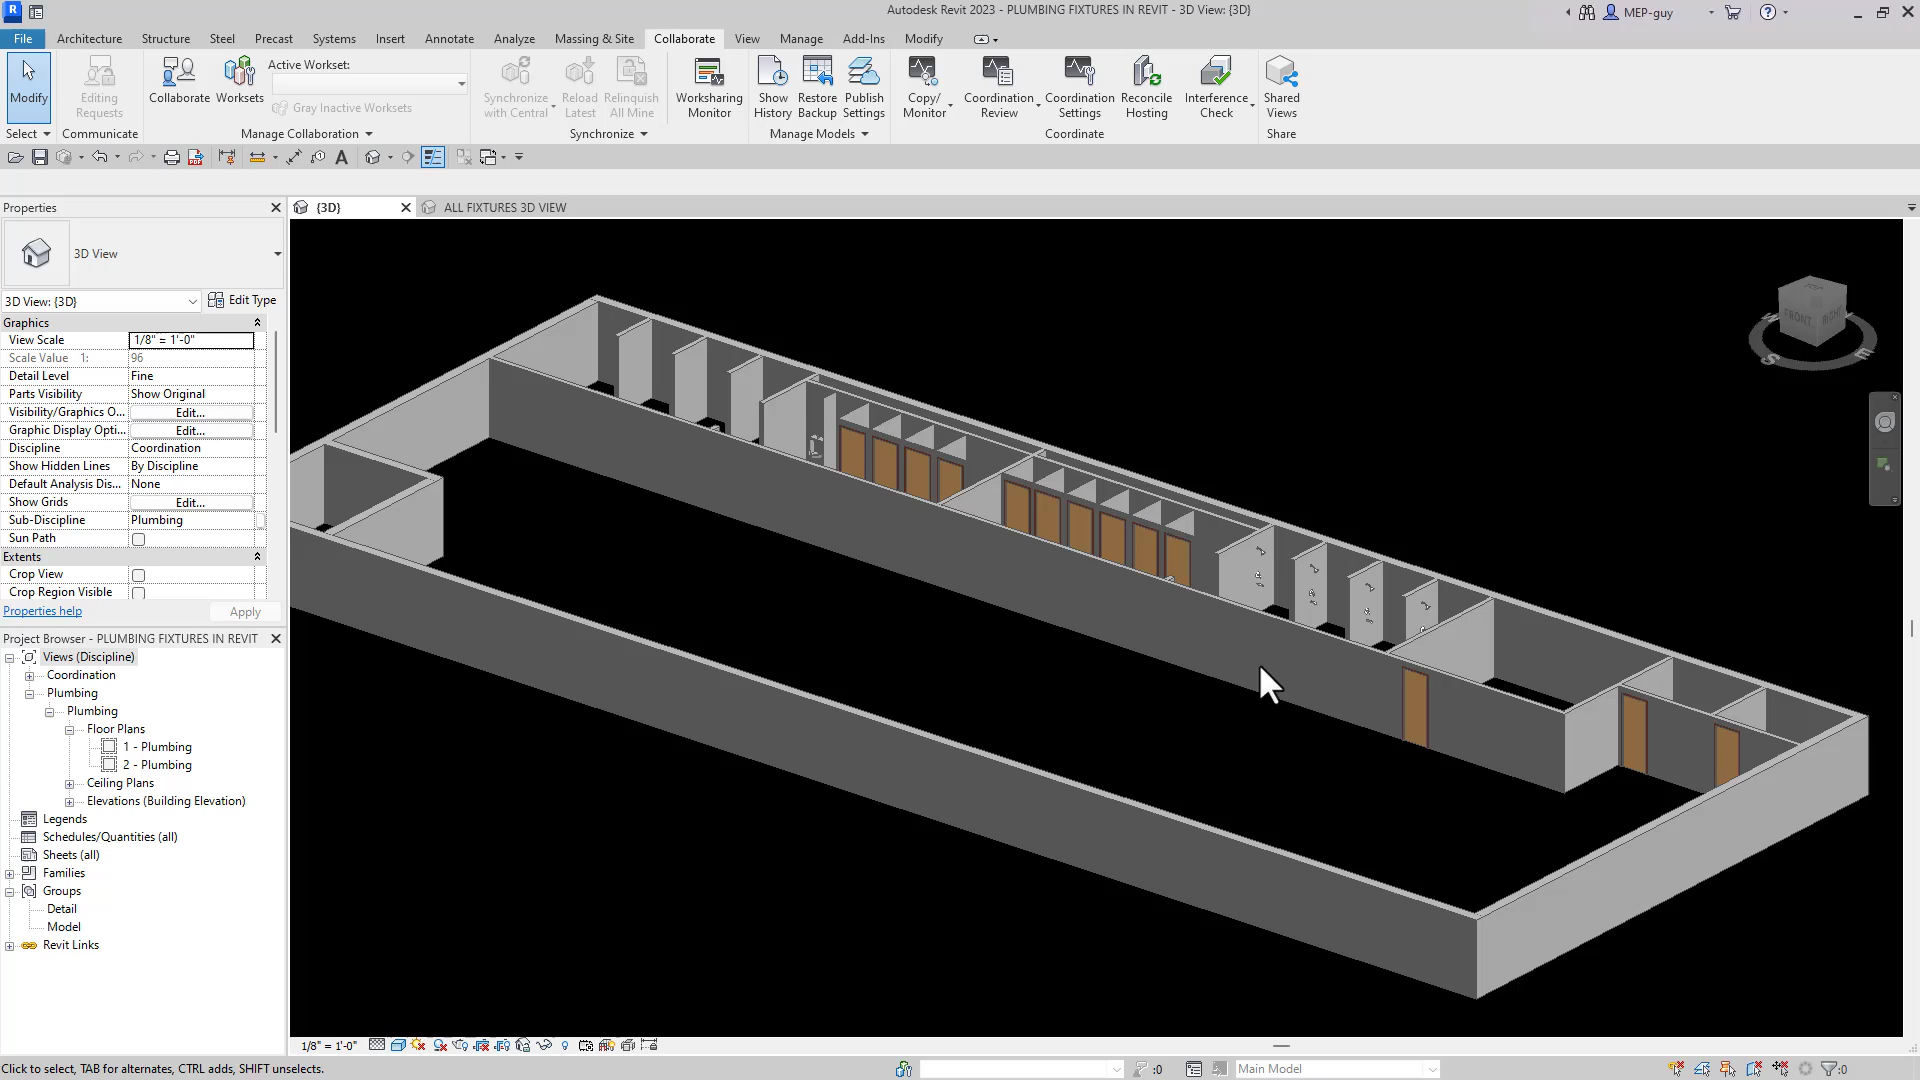 Autodesk Revit 2023 - PLUMBING FIXTURES IN REVIT - 3D View: {3D}
MEP-guy
File Architecture Structure Steel Precast Systems Insert Annotate Analyze Massing & Site Collaborate View Manage Add-Ins Modify
Modify
Editing Requests
Collaborate
Worksets
Active Workset:
Gray Inactive Workets
Synchronize with Central
Reload Latest
Relinquish All Mine
Worksharing Monitor
Show History
Restore Backup
Publish Settings
Copy/ Monitor
Coordination Review
Coordination Settings
Reconcile Hosting
Interference Check
Shared Views
Select Communicate Manage Collaboration Synchronize Manage Models Coordinate Share
Properties
{3D}
ALL FIXTURES 3D VIEW
3D View
3D View: {3D}
Edit Type
Graphics
View Scale 1/8" = 1'-0"
Scale Value 1: 96
Detail Level Fine
Parts Visibility Show Original
Visibility/Graphics O... Edit...
Graphic Display Opti... Edit...
Discipline Coordination
Show Hidden Lines By Discipline
Default Analysis Dis... None
Show Grids Edit...
Sub-Discipline Plumbing
Sun Path
Extents
Crop View
Crop Region Visible
Properties help
Apply
Project Browser - PLUMBING FIXTURES IN REVIT
Views (Discipline)
Coordination
Plumbing
Plumbing
Floor Plans
1 - Plumbing
2 - Plumbing
Ceiling Plans
Elevations (Building Elevation)
Legends
Schedules/Quantities (all)
Sheets (all)
Families
Groups
Detail
Model
Revit Links
FRONT
RIGHT
S
E
1/8" = 1'-0"
Click to select, TAB for alternates, CTRL adds, SHIFT unselects.
:0
Main Model
:0